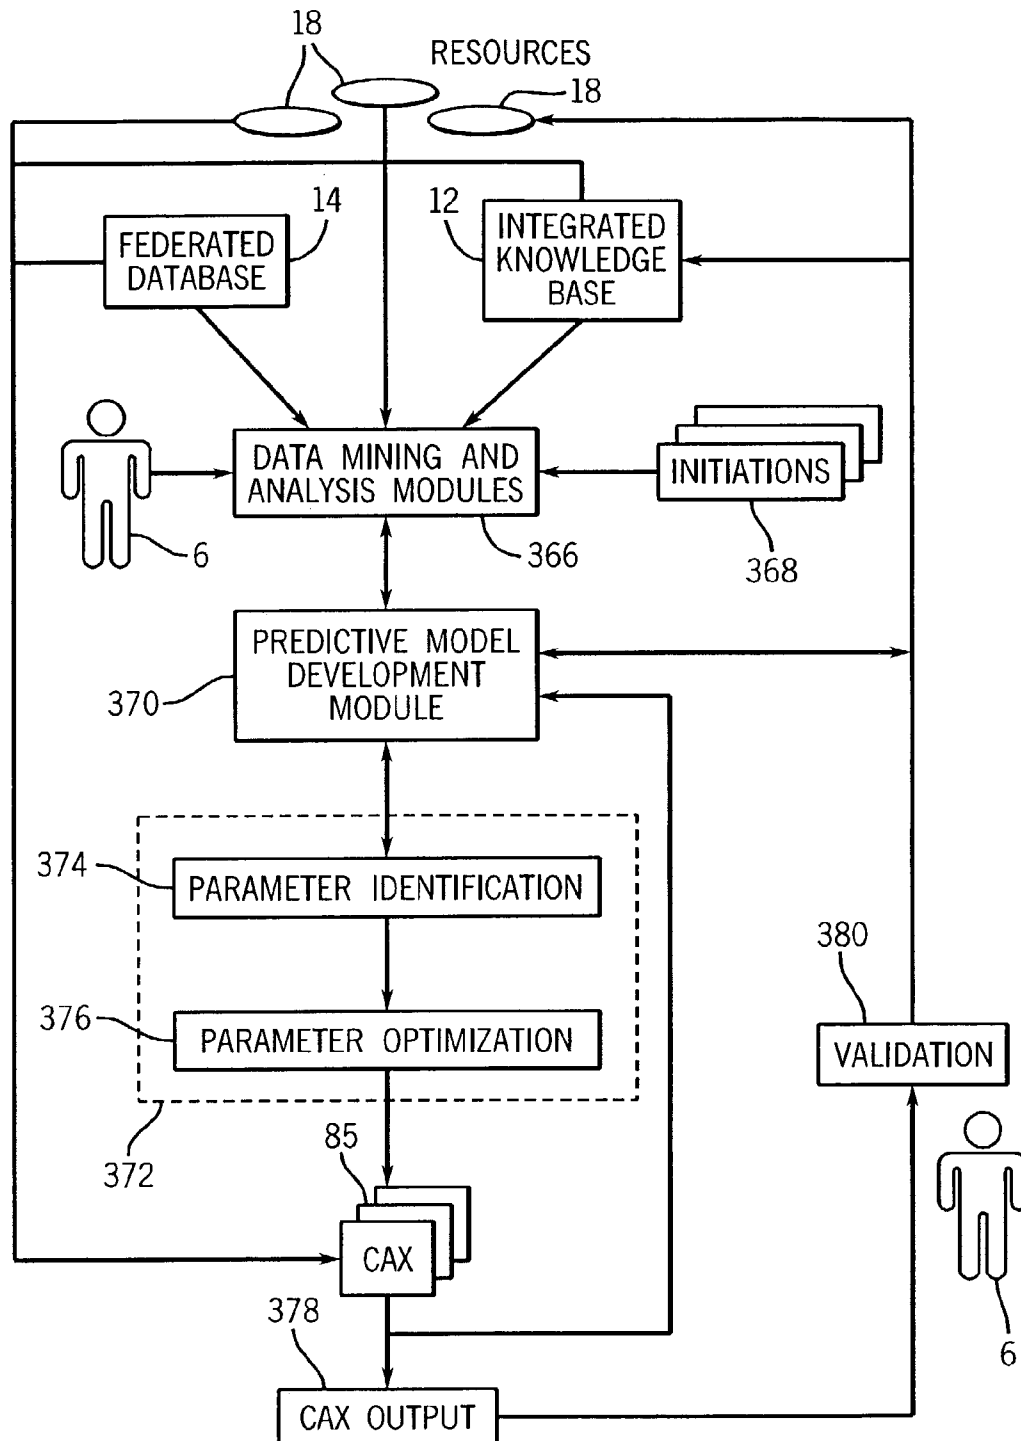 18
RESOURCES
18
14
12
FEDERATED
DATABASE
INTEGRATED
KNOWLEDGE
BASE
DATA MINING AND
ANALYSIS MODULES
INITIATIONS
6
366
368
PREDICTIVE MODEL
DEVELOPMENT
MODULE
370
374
PARAMETER IDENTIFICATION
380
376
PARAMETER OPTIMIZATION
VALIDATION
85
372
CAX
378
6
CAX OUTPUT